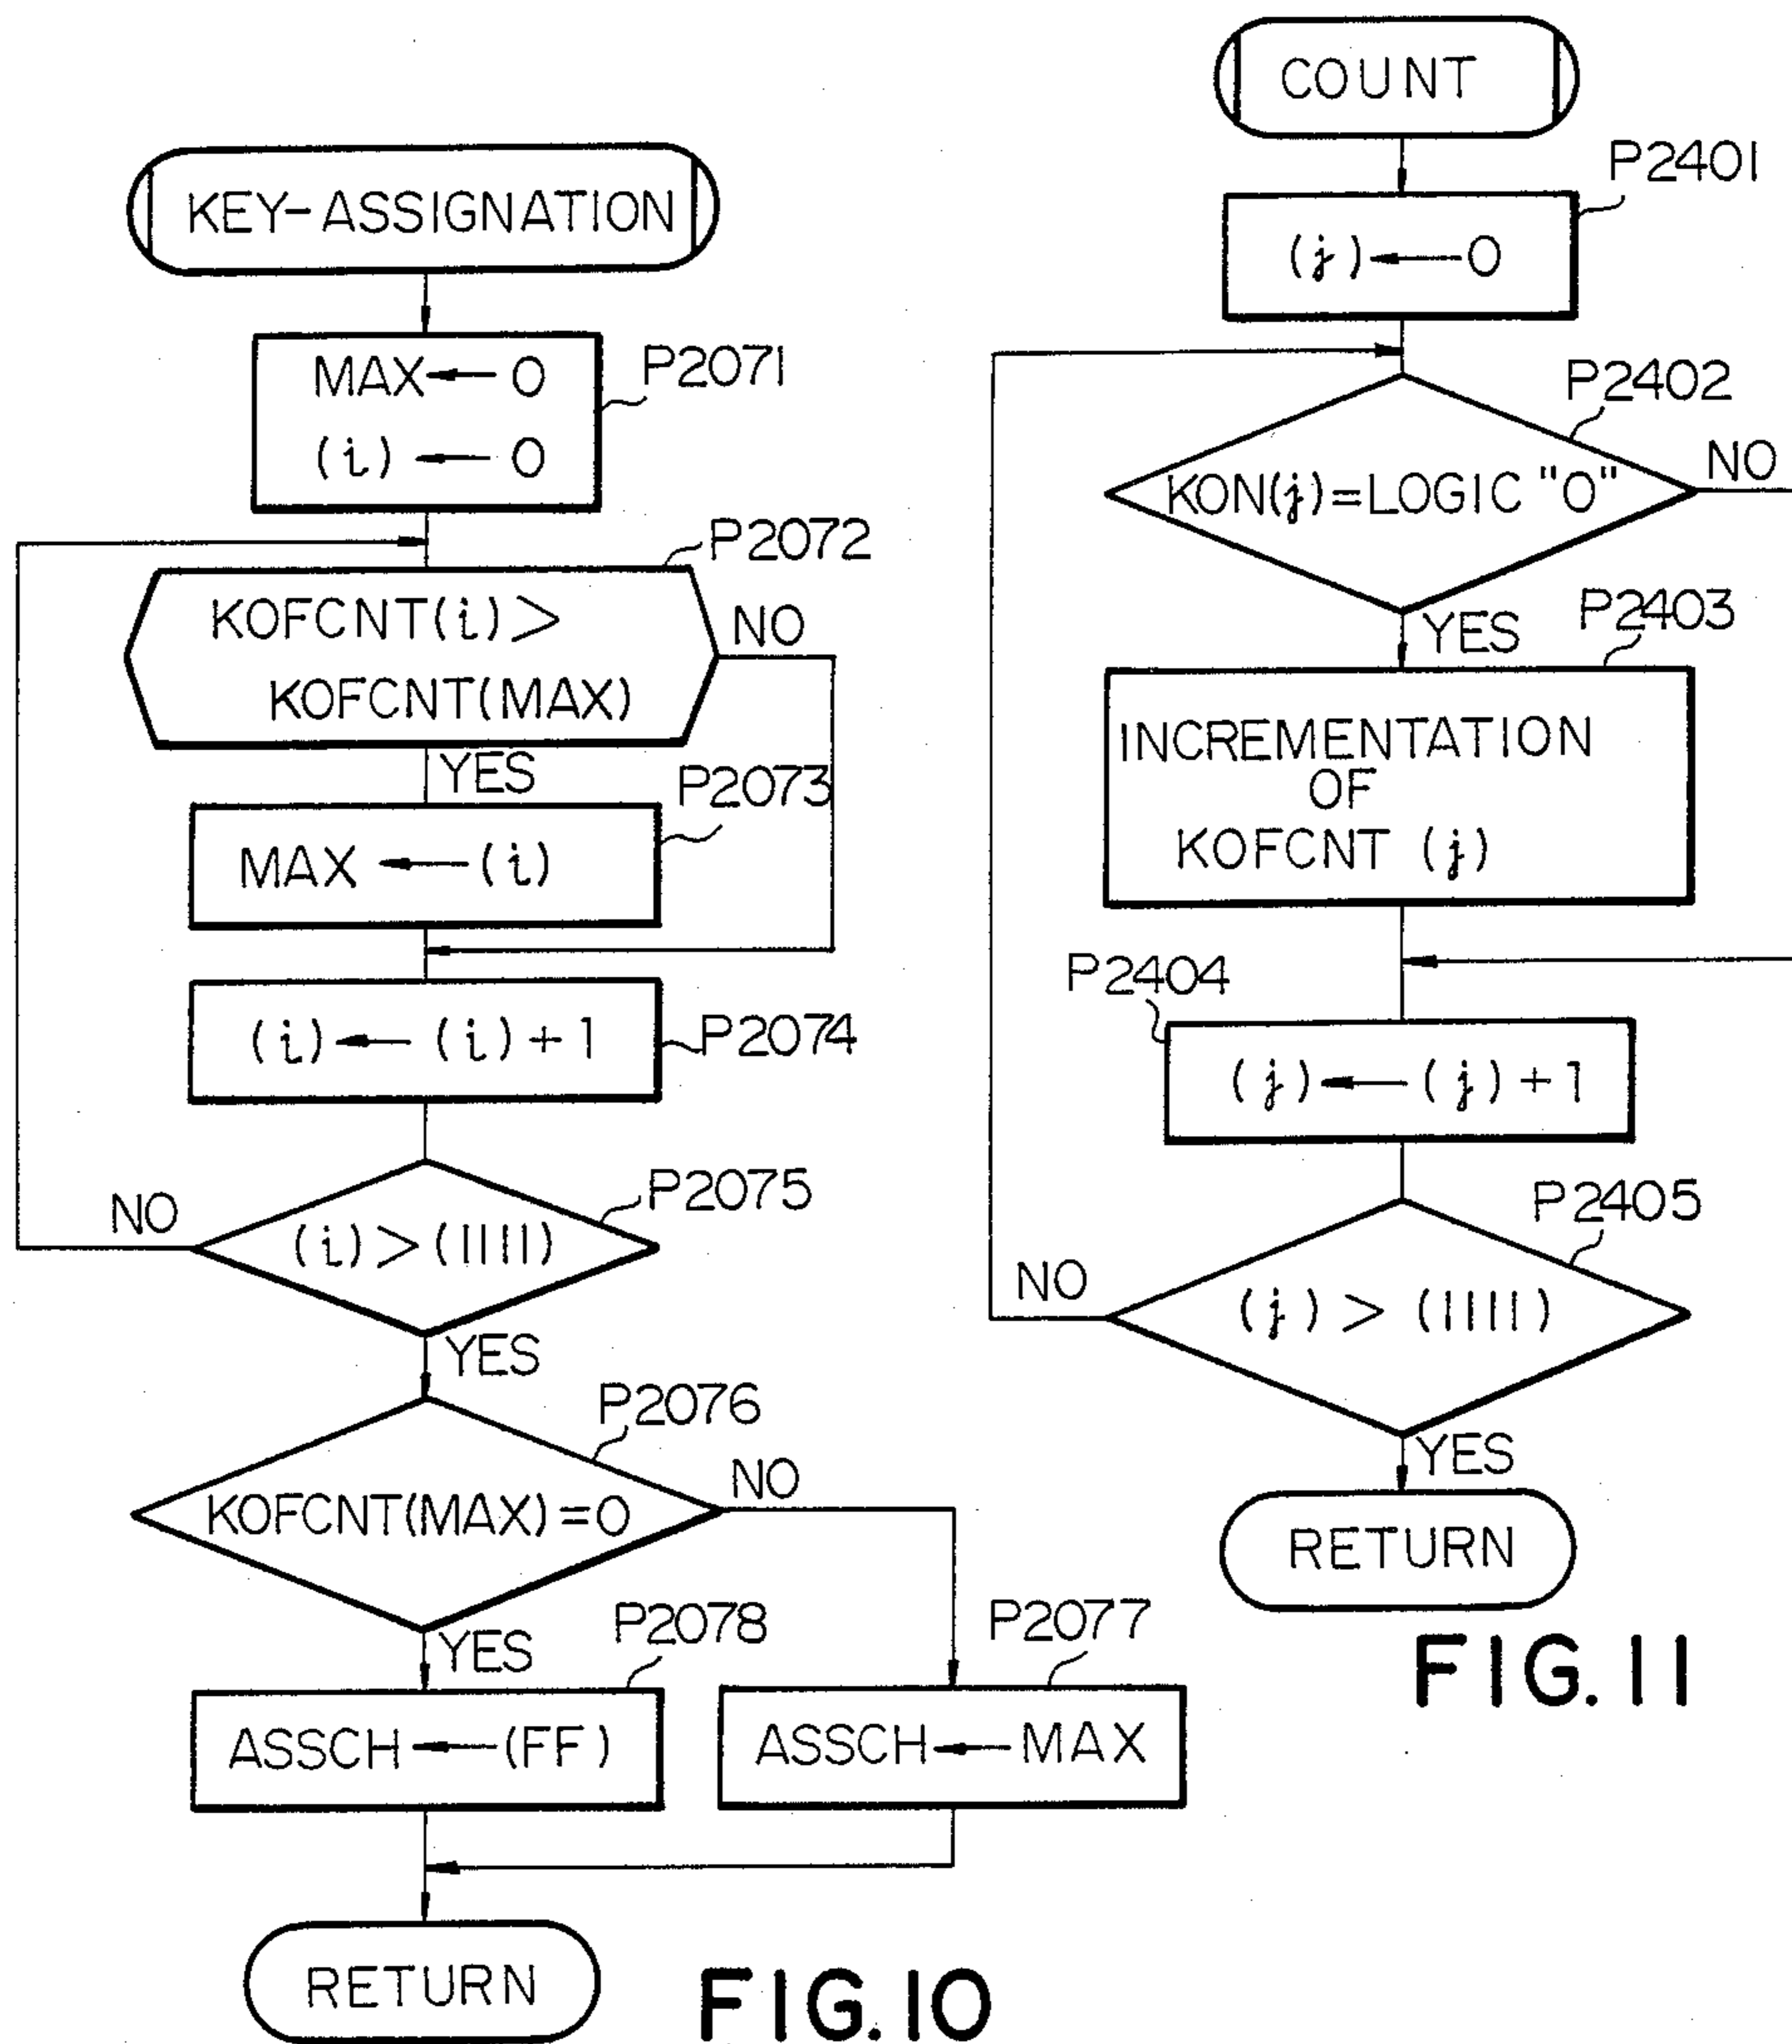 KEY-ASSIGNATION
MAX ← 0
P2071
(i) ← 0
P2072
KOFCNT(i) >
NO
KOFCNT(MAX)
YES
P2073
MAX ← (i)
(i) ← (i) + 1
P2074
P2075
NO
(i) > (1111)
YES
P2076
NO
KOFCNT(MAX) = 0
YES
P2078
P2077
ASSCH ← (FF)
ASSCH ← MAX
RETURN
FIG. 10
COUNT
P2401
(j) ← 0
P2402
NO
KON(j) = LOGIC "0"
YES
P2403
INCREMENTATION
OF
KOFCNT (j)
P2404
(j) ← (j) + 1
P2405
NO
(j) > (1111)
YES
RETURN
FIG. 11